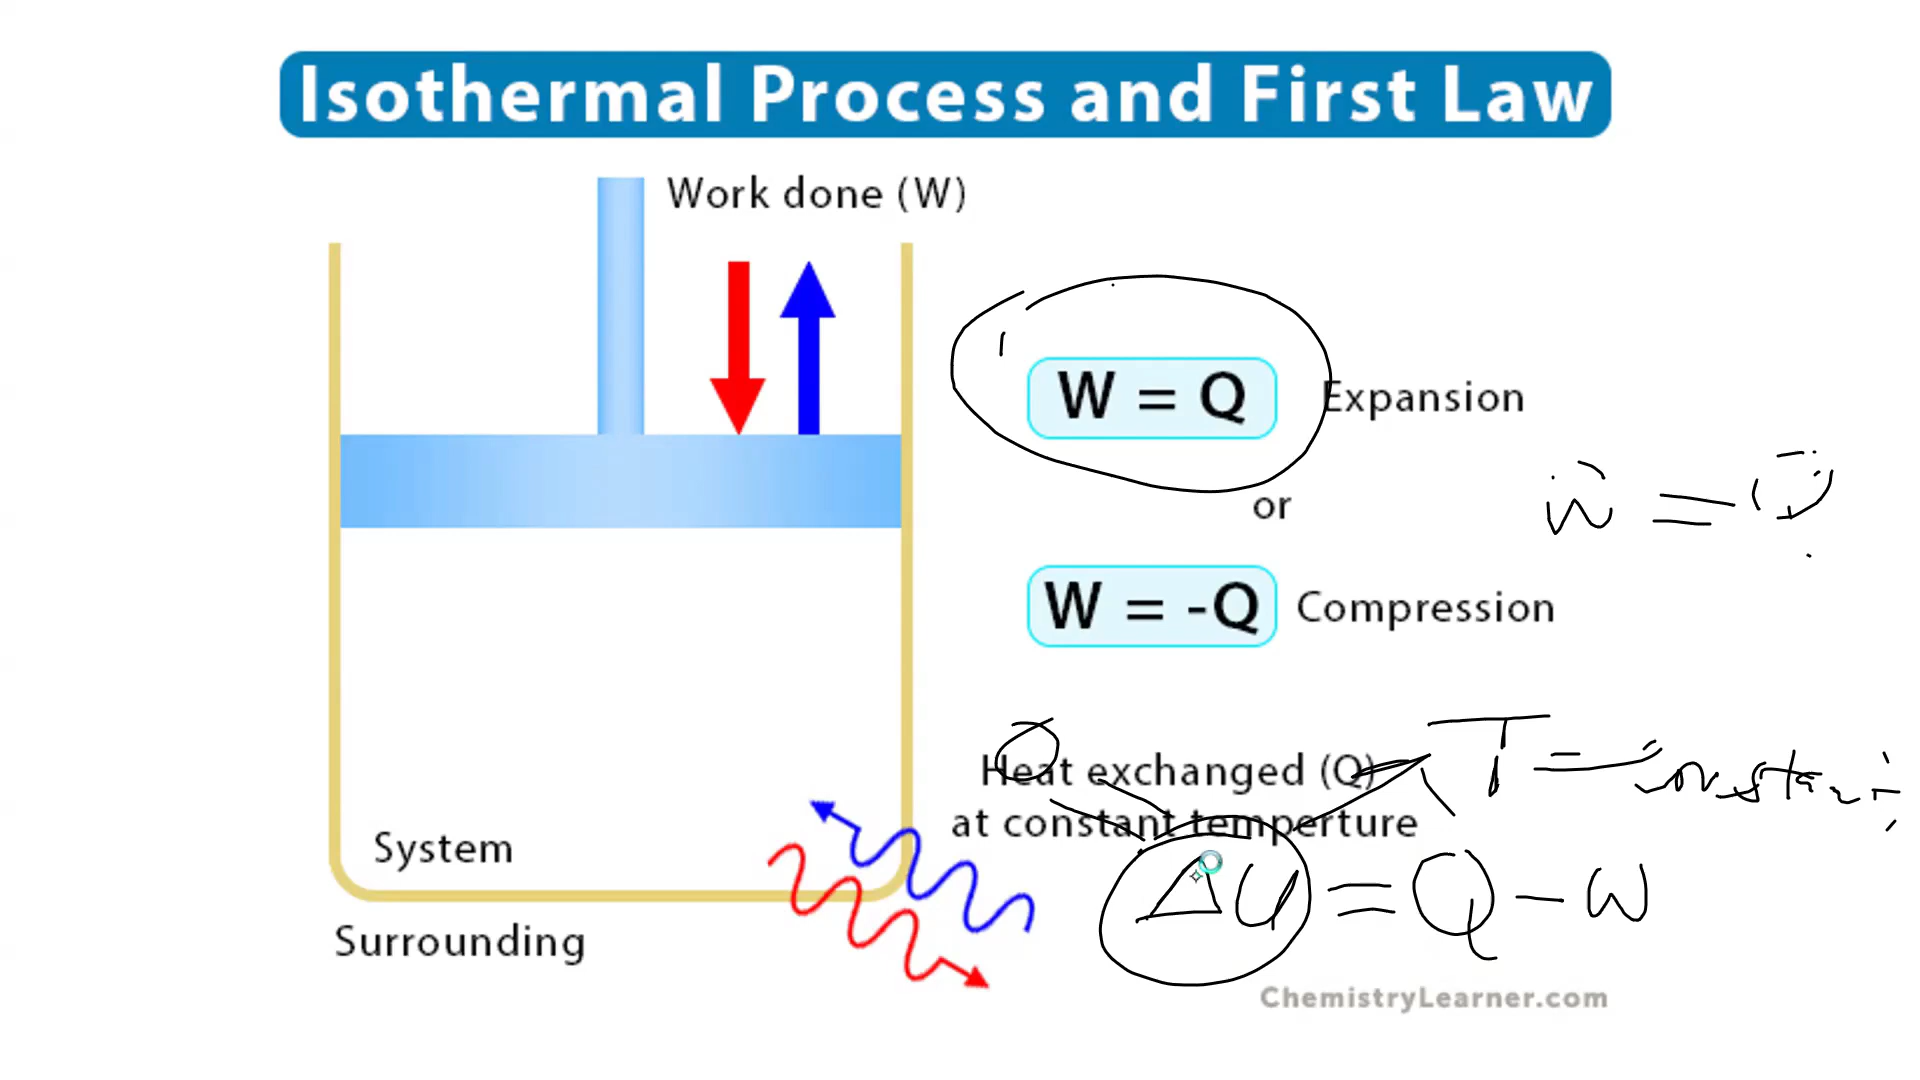 Isothermal Process and First Law
Work done (W)
W = Q Expansion
or
W = -Q Compression
Heat exchanged (Q)
at constant temperture
T = constant
System
ΔU = Q - W
Surrounding
ChemistryLearner.com